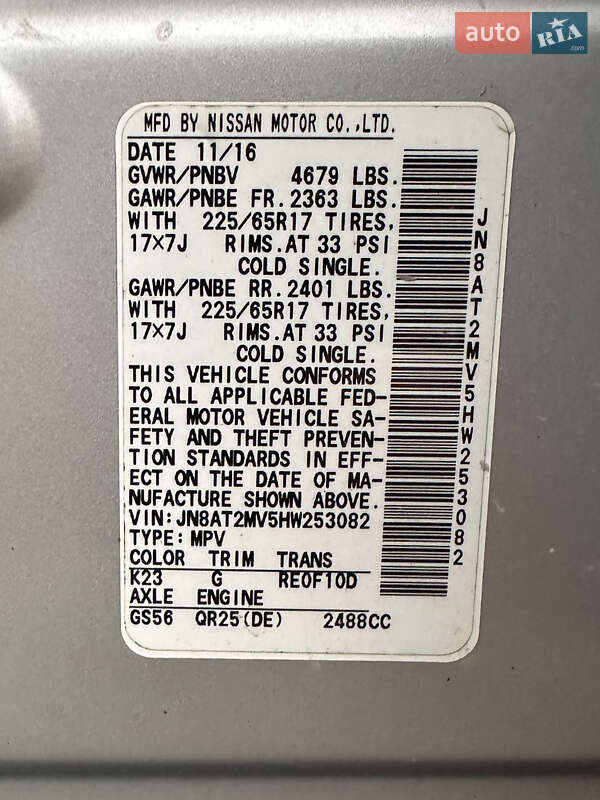 auto RIA.com
MFD BY NISSAN MOTOR CO.,LTD.
DATE 11/16
GVWR/PNBV 4679 LBS.
GAWR/PNBE FR. 2363 LBS.
WITH 225/65R17 TIRES,
17×7J RIMS. AT 33 PSI
COLD SINGLE.
GAWR/PNBE RR. 2401 LBS.
WITH 225/65R17 TIRES,
17×7J RIMS. AT 33 PSI
COLD SINGLE.
THIS VEHICLE CONFORMS
TO ALL APPLICABLE FED-
ERAL MOTOR VEHICLE SA-
FETY AND THEFT PREVEN-
TION STANDARDS IN EFF-
ECT ON THE DATE OF MA-
NUFACTURE SHOWN ABOVE.
VIN:JN8AT2MV5HW253082
TYPE:MPV
COLOR TRIM TRANS
K23 G RE0F10D
AXLE ENGINE
GS56 QR25(DE) 2488CC
JN8AT2MV5HW253082